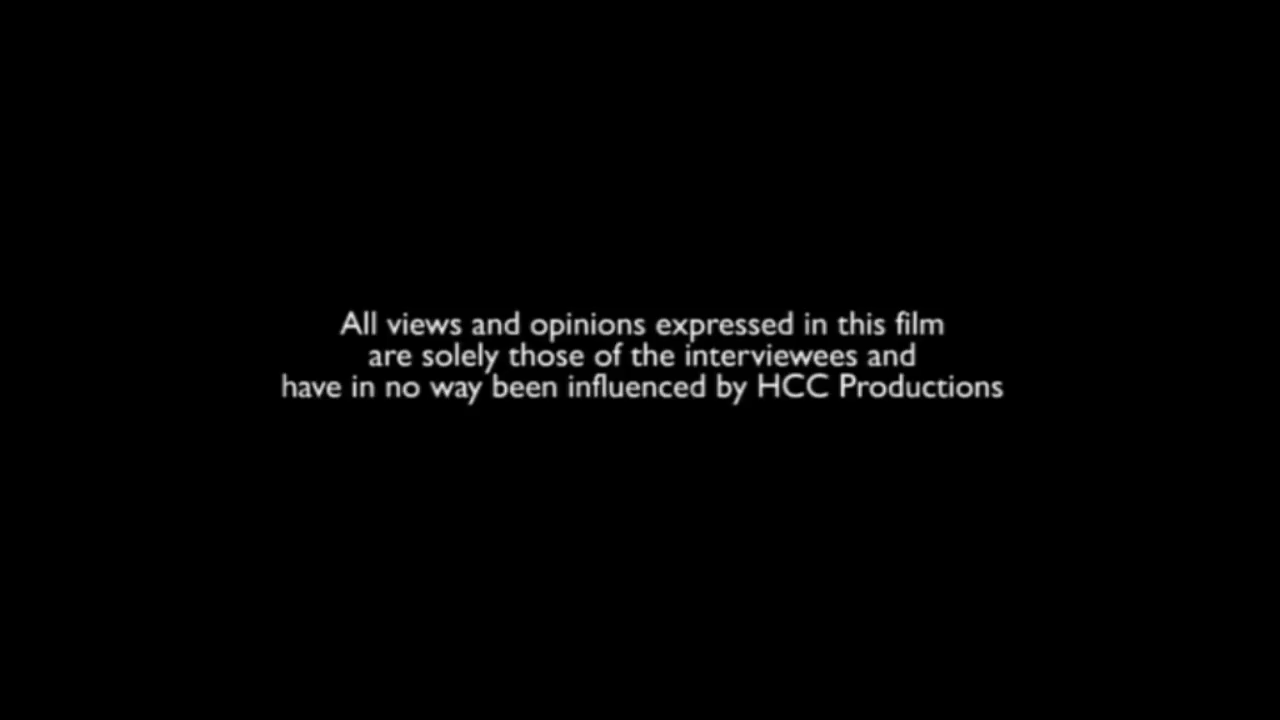 All views and opinions expressed in this film
are solely those of the interviewees and
have in no way been influenced by HCC Productions